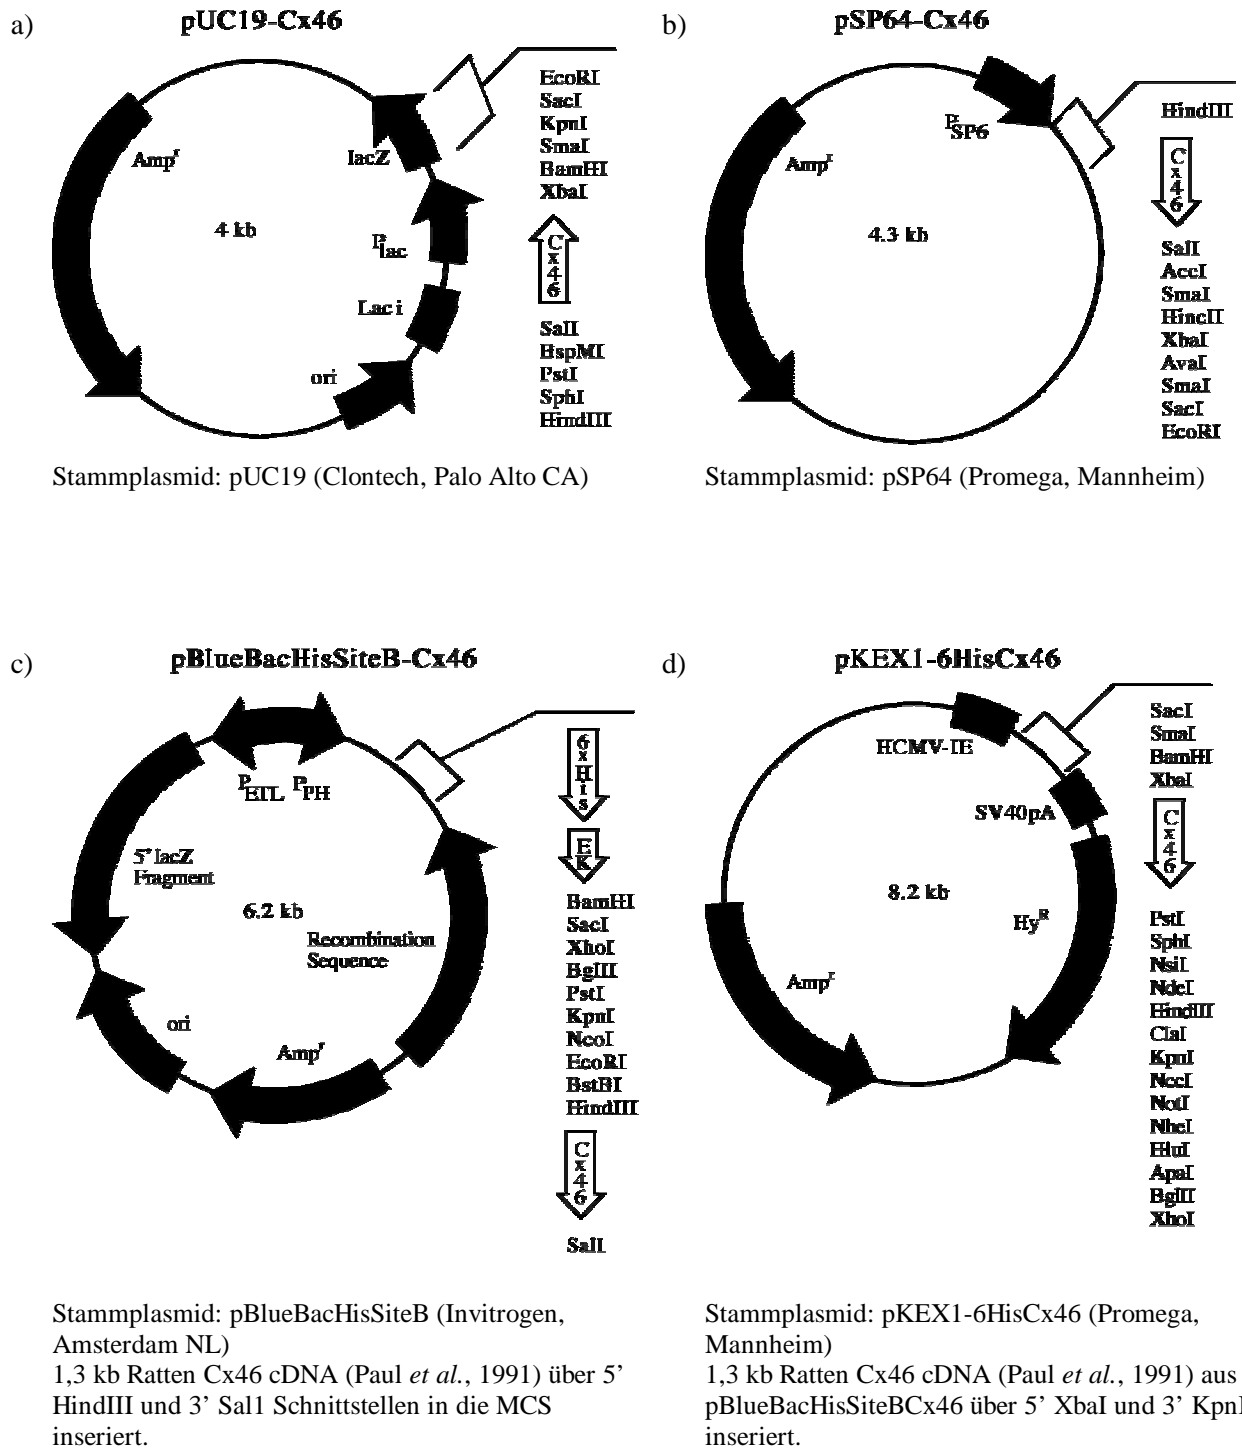 a)
pUC19-Cx46
EcoRI
SacI
KpnI
SmaI
BamHI
XbaI
Cx46
SalI
BspMI
PstI
SphI
HindIII
lacZ
Amp^r
4 kb
P_lac
Lac i
ori
Stammplasmid: pUC19 (Clontech, Palo Alto CA)
b)
pSP64-Cx46
P_SP6
Amp^r
4.3 kb
HindIII
Cx46
SalI
AccI
SmaI
HincII
XbaI
AvaI
SmaI
SacI
EcoRI
Stammplasmid: pSP64 (Promega, Mannheim)
c)
pBlueBacHisSiteB-Cx46
P_ETL P_PH
5' lacZ
Fragment
6.2 kb
Recombination
Sequence
ori
Amp^r
6xHis
EK
BamHI
SacI
XhoI
BglII
PstI
KpnI
NcoI
EcoRI
BstBI
HindIII
Cx46
SalI
Stammplasmid: pBlueBacHisSiteB (Invitrogen,
Amsterdam NL)
1,3 kb Ratten Cx46 cDNA (Paul et al., 1991) über 5'
HindIII und 3' Sal1 Schnittstellen in die MCS
inseriert.
d)
pKEX1-6HisCx46
HCMV-IE
SV40pA
8.2 kb
Hy^R
Amp^r
SacI
SmaI
BamHI
XbaI
Cx46
PstI
SphI
NsiI
NdeI
HindIII
ClaI
KpnI
NotI
NheI
ApaI
BglII
XhoI
Stammplasmid: pKEX1-6HisCx46 (Promega,
Mannheim)
1,3 kb Ratten Cx46 cDNA (Paul et al., 1991) aus
pBlueBacHisSiteBCx46 über 5' XbaI und 3' KpnI
inseriert.